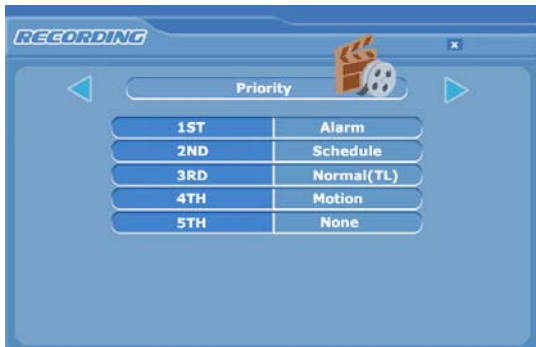 RECORDING
x
Priority
1ST Alarm
2ND Schedule
3RD Normal(TL)
4TH Motion
5TH None